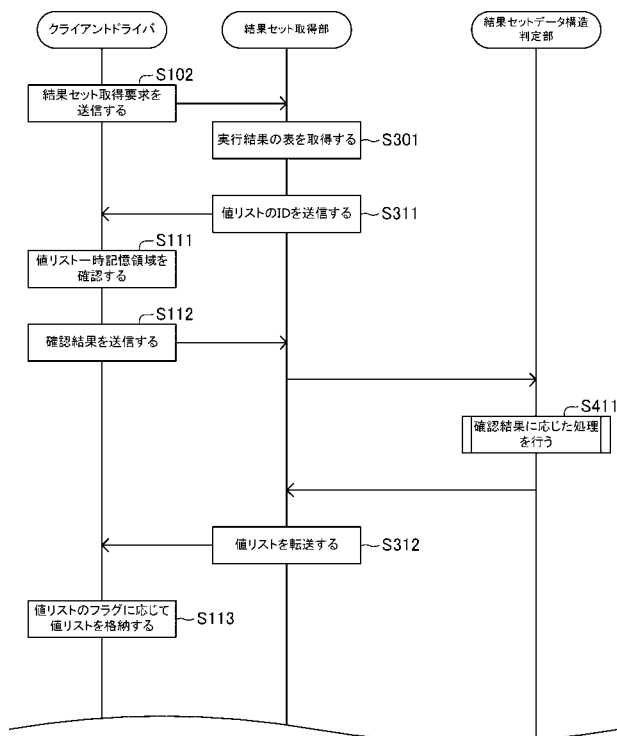 クライアントドライバ
結果セット取得部
結果セットデータ構造
判定部
S102
結果セット取得要求を
送信する
実行結果の表を取得する
S301
値リストのIDを送信する
S311
S111
値リスト一時記憶領域を
確認する
S112
確認結果を送信する
S411
確認結果に応じた処理
を行う
値リストを転送する
S312
値リストのフラグに応じて
値リストを格納する
S113